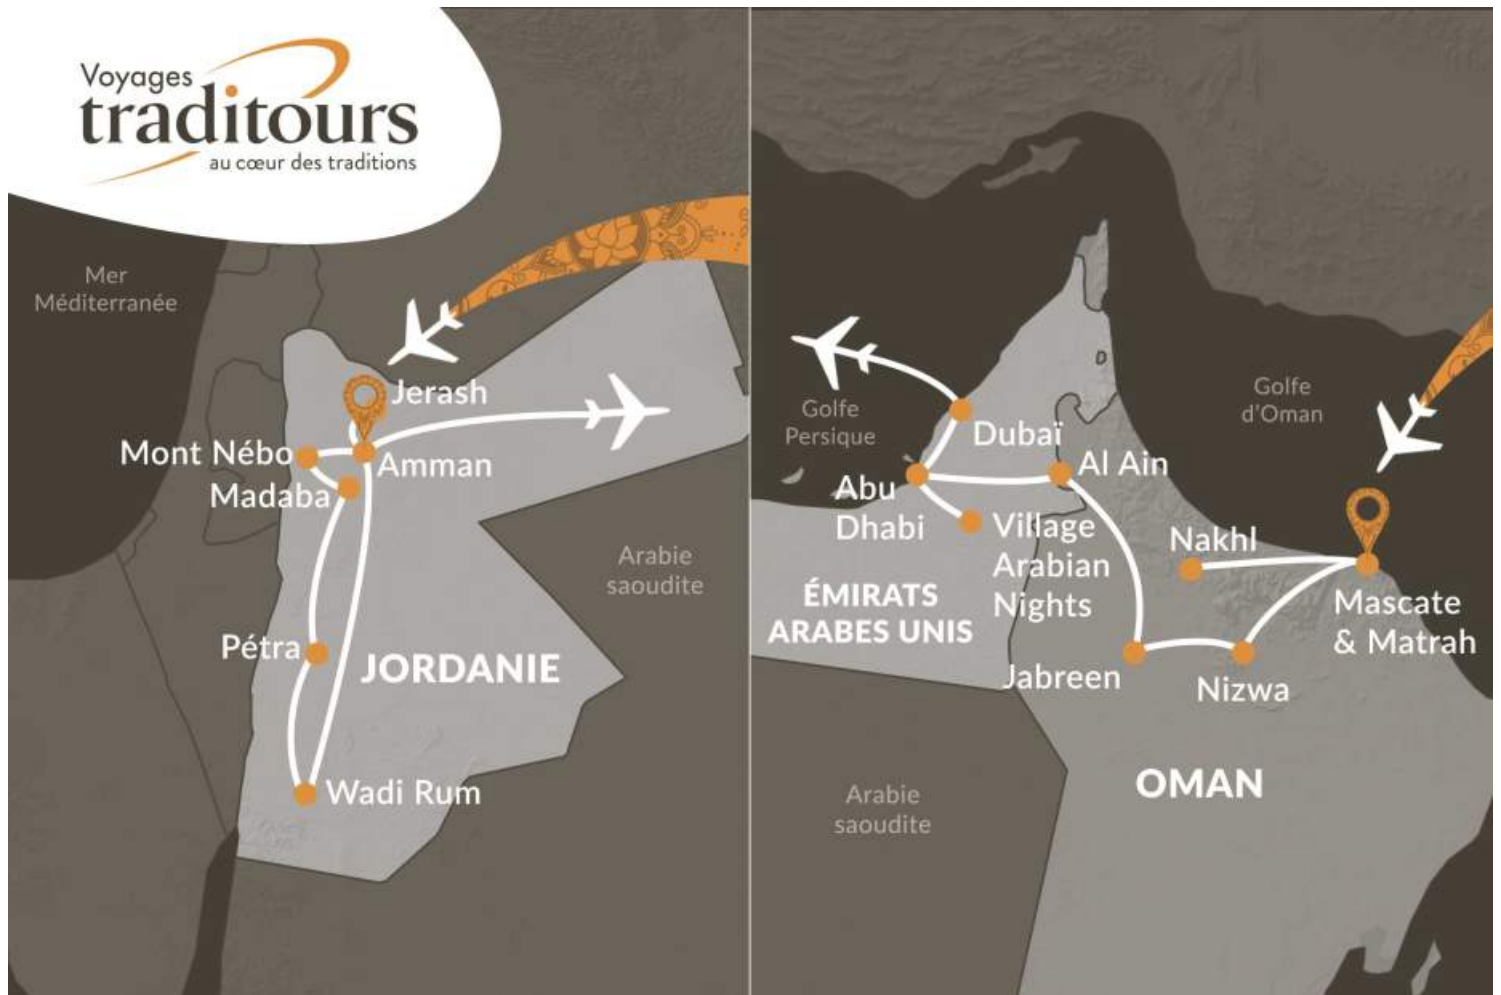 Voyages
traditours
au cœur des traditions
Mer
Méditerranée
Jerash
Mont Nébo
Amman
Madaba
Arabie
saoudite
Pétra
JORDANIE
Wadi Rum
Golfe
Persique
Golfe
d'Oman
Dubaï
Al Ain
Abu
Dhabi
Village
Arabian
Nights
Nakhl
ÉMIRATS
ARABES UNIS
Mascate
& Matrah
Jabreen
Nizwa
OMAN
Arabie
saoudite